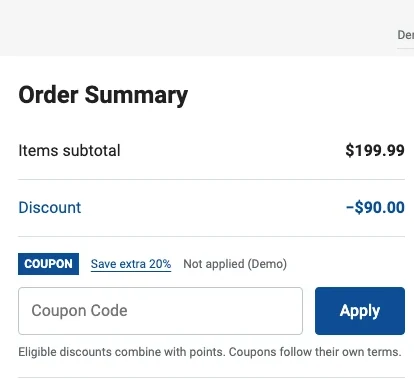 Order Summary
Items subtotal $199.99
Discount −$90.00
COUPON Save extra 20% Not applied (Demo)
Coupon Code Apply
Eligible discounts combine with points. Coupons follow their own terms.